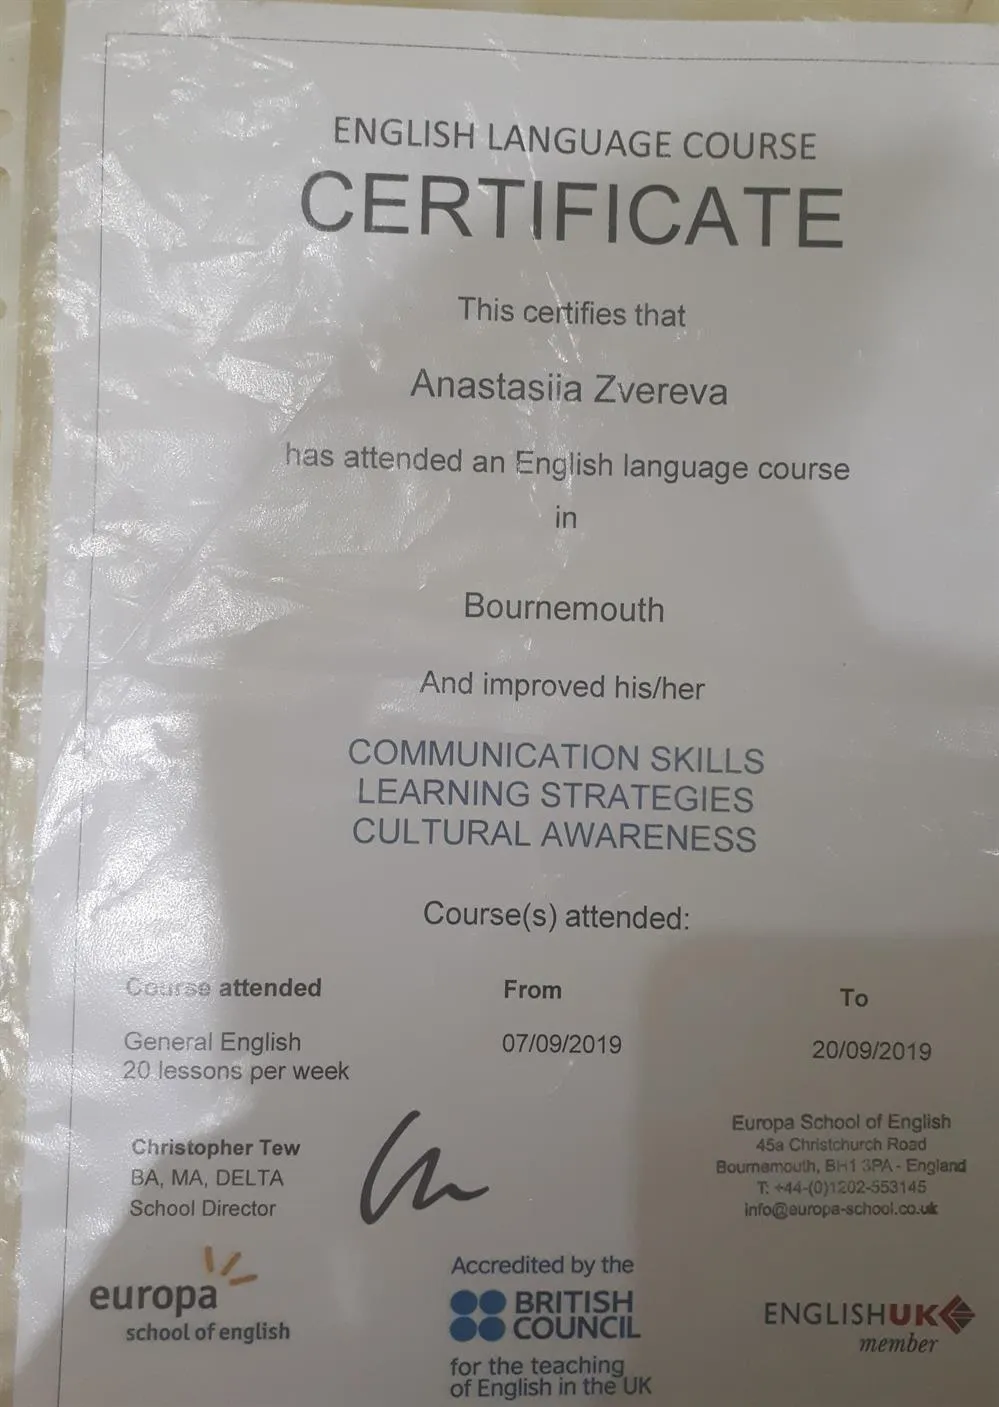 ENGLISH LANGUAGE COURSE
CERTIFICATE
This certifies that
Anastasiia Zvereva
has attended an English language course
in
Bournemouth
And improved his/her
COMMUNICATION SKILLS
LEARNING STRATEGIES
CULTURAL AWARENESS
Course(s) attended:
Course attended From To
General English 07/09/2019 20/09/2019
20 lessons per week
Christopher Tew
BA, MA, DELTA
School Director
Europa School of English
45a Christchurch Road
Bournemouth, BH1 3PA - England
T: +44-(0)1202-553145
info@europa-school.co.uk
europa
school of english
Accredited by the
BRITISH
COUNCIL
for the teaching
of English in the UK
ENGLISHUK
member